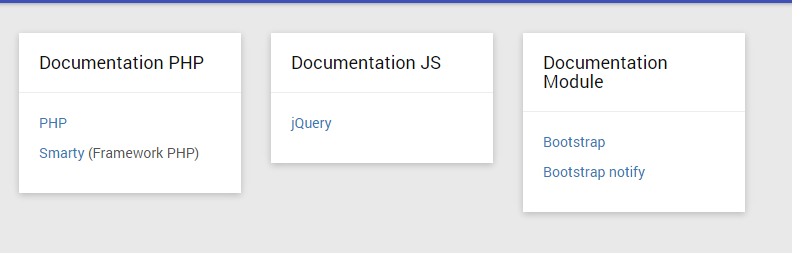 Documentation PHP
PHP
Smarty (Framework PHP)
Documentation JS
jQuery
Documentation
Module
Bootstrap
Bootstrap notify